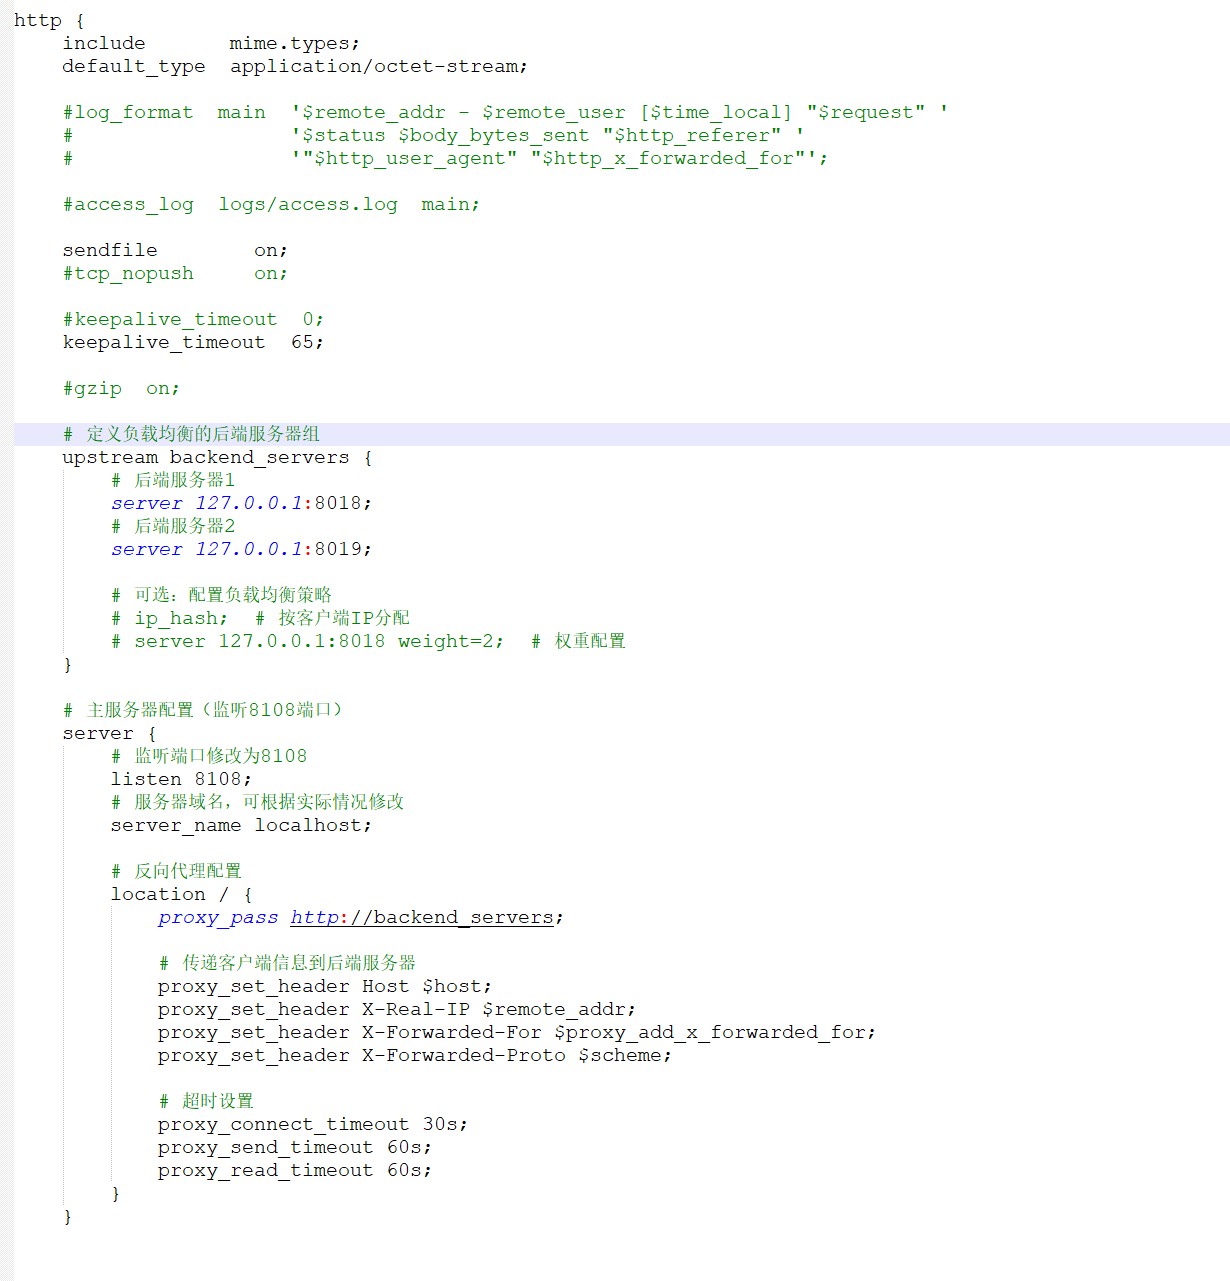 http {
    include       mime.types;
    default_type  application/octet-stream;

    #log_format  main  '$remote_addr - $remote_user [$time_local] "$request" '
    #                  '$status $body_bytes_sent "$http_referer" '
    #                  '"$http_user_agent" "$http_x_forwarded_for"';

    #access_log  logs/access.log  main;

    sendfile        on;
    #tcp_nopush     on;

    #keepalive_timeout  0;
    keepalive_timeout  65;

    #gzip  on;

    # 定义负载均衡的后端服务器组
    upstream backend_servers {
        # 后端服务器1
        server 127.0.0.1:8018;
        # 后端服务器2
        server 127.0.0.1:8019;

        # 可选：配置负载均衡策略
        # ip_hash;  # 按客户端IP分配
        # server 127.0.0.1:8018 weight=2;  # 权重配置
    }

    # 主服务器配置（监听8108端口）
    server {
        # 监听端口修改为8108
        listen 8108;
        # 服务器域名，可根据实际情况修改
        server_name localhost;

        # 反向代理配置
        location / {
            proxy_pass http://backend_servers;

            # 传递客户端信息到后端服务器
            proxy_set_header Host $host;
            proxy_set_header X-Real-IP $remote_addr;
            proxy_set_header X-Forwarded-For $proxy_add_x_forwarded_for;
            proxy_set_header X-Forwarded-Proto $scheme;

            # 超时设置
            proxy_connect_timeout 30s;
            proxy_send_timeout 60s;
            proxy_read_timeout 60s;
        }
    }